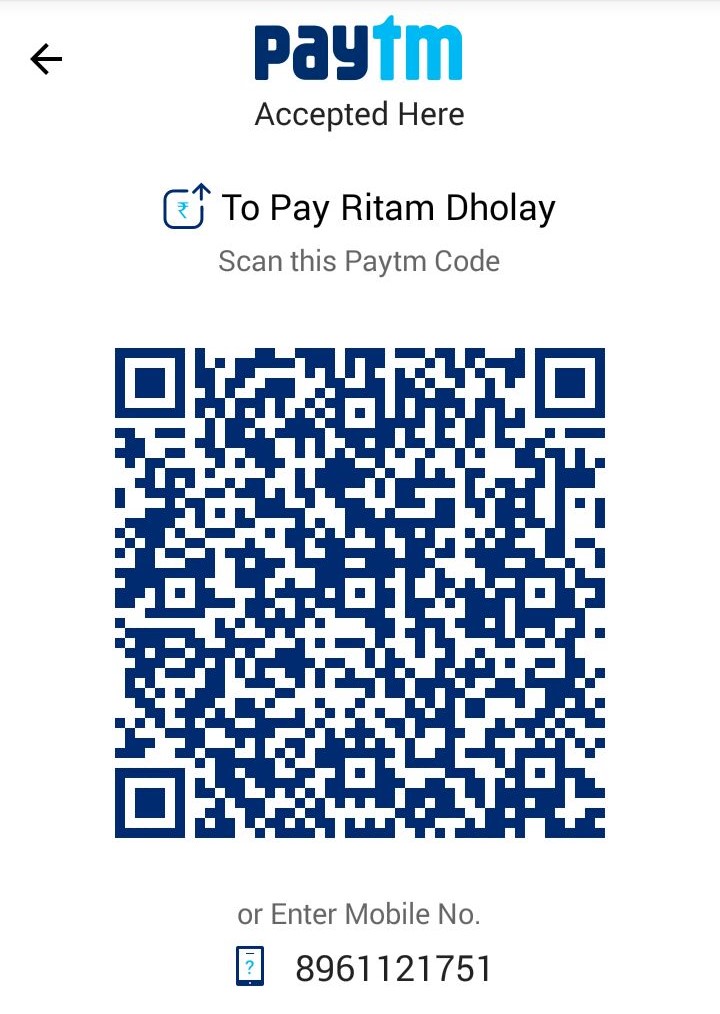 paytm
Accepted Here
₹ To Pay Ritam Dholay
Scan this Paytm Code
or Enter Mobile No.
? 8961121751